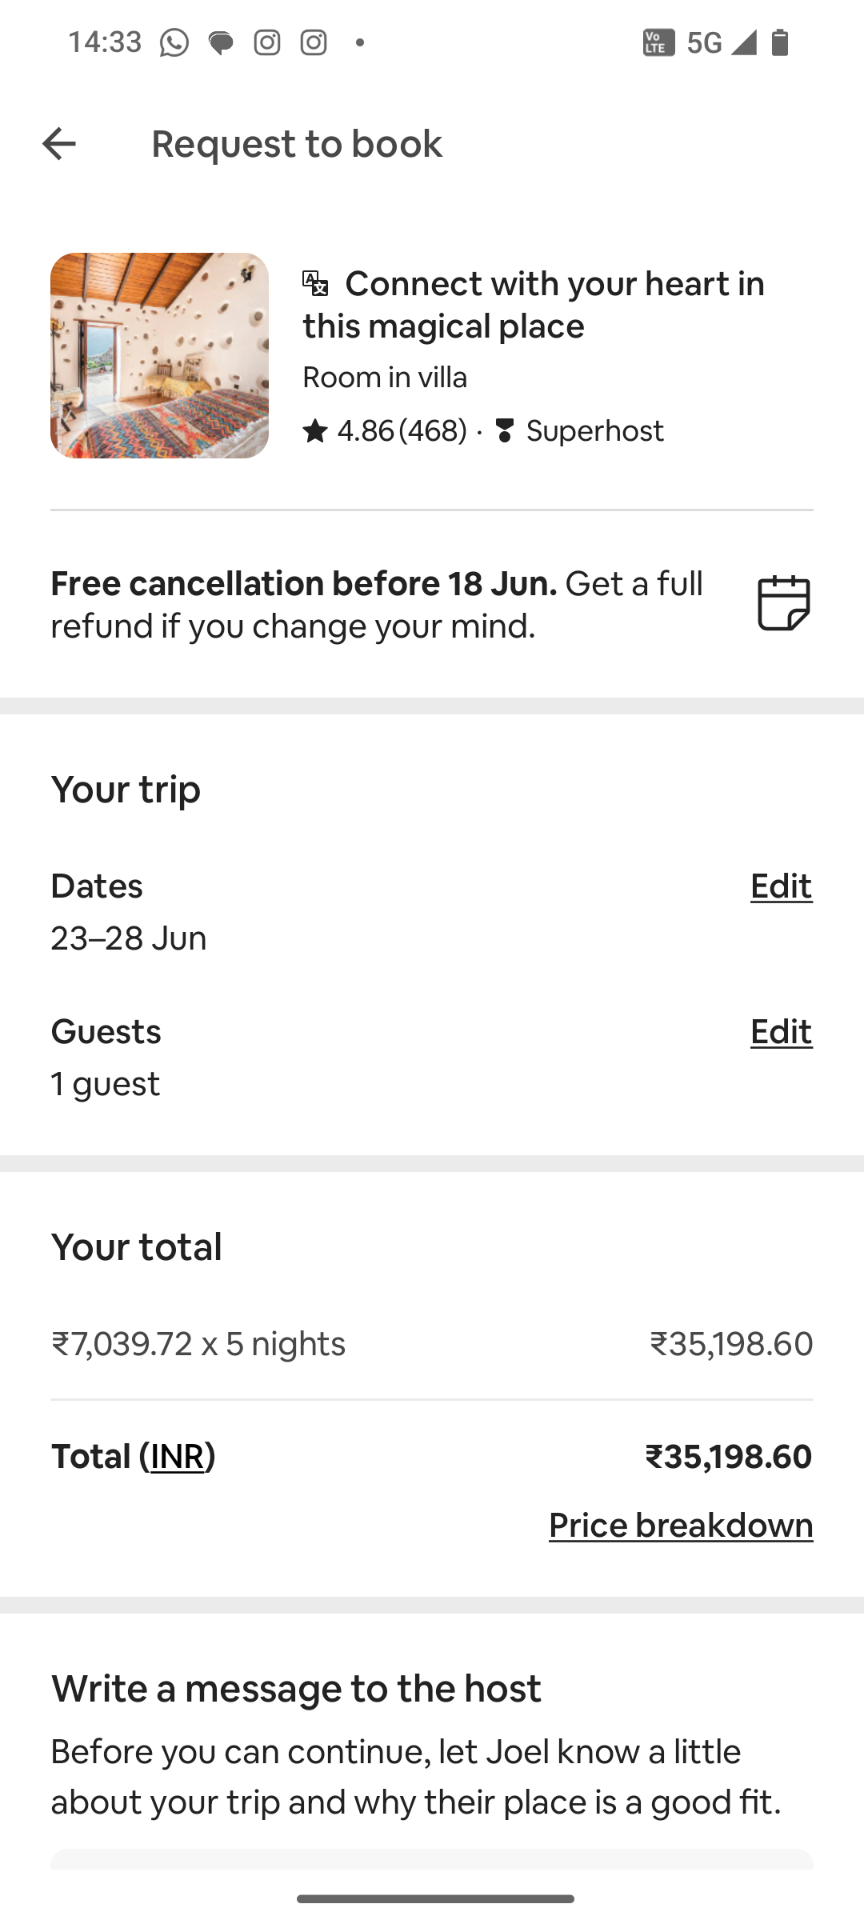 14:33
Vo LTE 5G
Request to book
Connect with your heart in
this magical place
Room in villa
★ 4.86 (468) · Superhost
Free cancellation before 18 Jun. Get a full
refund if you change your mind.
Your trip
Dates
Edit
23–28 Jun
Guests
Edit
1 guest
Your total
₹7,039.72 x 5 nights
₹35,198.60
Total (INR)
₹35,198.60
Price breakdown
Write a message to the host
Before you can continue, let Joel know a little
about your trip and why their place is a good fit.